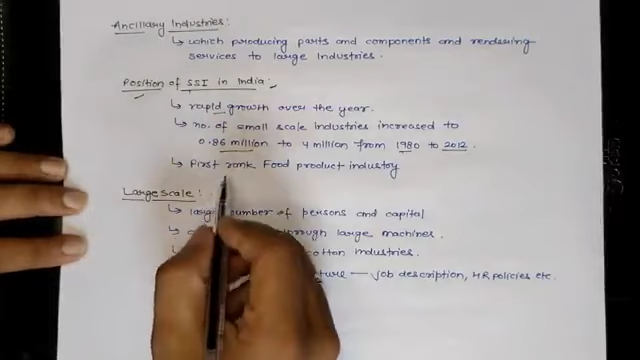 Ancillary Industries:
↳ which producing parts and components and rendering
services to large Industries.
Position of SSI in India:
↳ rapid growth over the year.
↳ no. of small scale Industries increased to
0.86 million to 4 million from 1980 to 2012.
↳ First rank Food product industry
Large scale:
↳ large number of persons and capital
through large machines.
cotton Industries.
— Job description, HR policies etc.